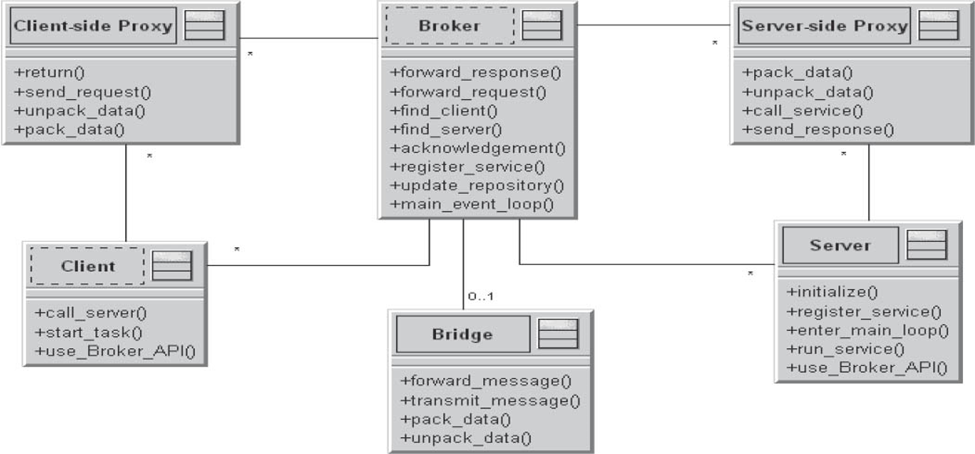 Client-side Proxy
+return()
+send_request()
+unpack_data()
+pack_data()
*
Broker
+forward_response()
+forward_request()
+find_client()
+find_server()
+acknowledgement()
+register_service()
+update_repository()
+main_event_loop()
*
Server-side Proxy
+pack_data()
+unpack_data()
+call_service()
+send_response()
*
*
Client
+call_server()
+start_task()
+use_Broker_API()
*
0..1
Bridge
+forward_message()
+transmit_message()
+pack_data()
+unpack_data()
*
Server
+initialize()
+register_service()
+enter_main_loop()
+run_service()
+use_Broker_API()